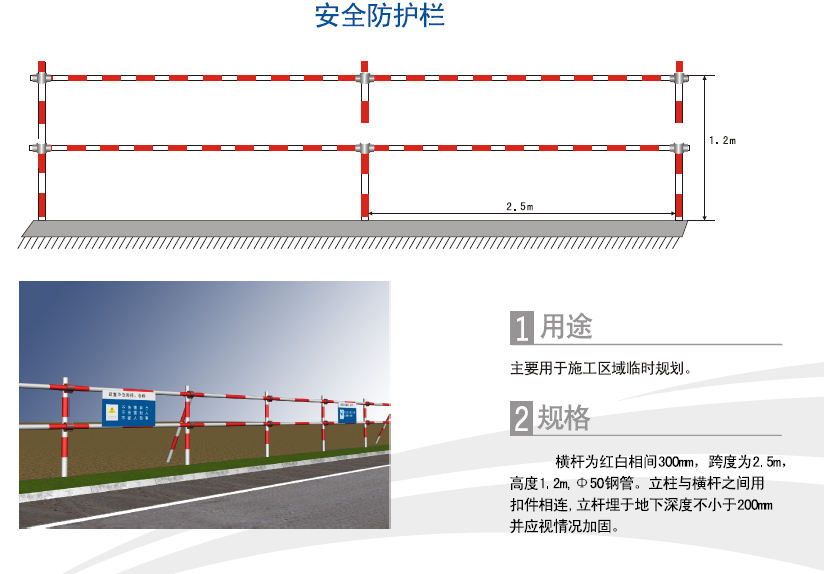 安全防护栏
1.2m
2.5m
1 用途
主要用于施工区域临时规划。
2 规格
横杆为红白相间300mm，跨度为2.5m，
高度1.2m,Φ50钢管。立柱与横杆之间用
扣件相连,立杆埋于地下深度不小于200mm
并应视情况加固。